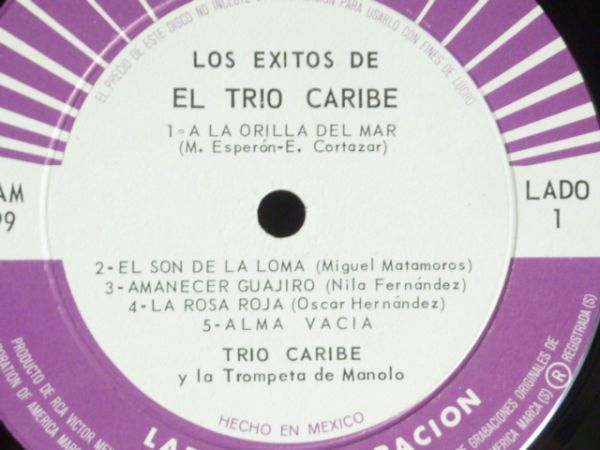 EL PRECIO DE ESTE DISCO NO INCLUYE
PARA USARLO CON FINES DE LUCRO
LOS EXITOS DE
EL TRIO CARIBE
1-A LA ORILLA DEL MAR
(M. Esperón-E. Cortazar)
AM
99
LADO
1
2-EL SON DE LA LOMA (Miguel Matamoros)
3-AMANECER GUAJIRO (Nila Fernández)
4-LA ROSA ROJA (Oscar Hernández)
5-ALMA VACIA
TRIO CARIBE
y la Trompeta de Manolo
HECHO EN MEXICO
PRODUCTO DE RCA VICTOR
OF AMERICA
DE GRABACIONES ORIGINALES DE
AMERICA MARCA (S) ® REGISTRADA (S)